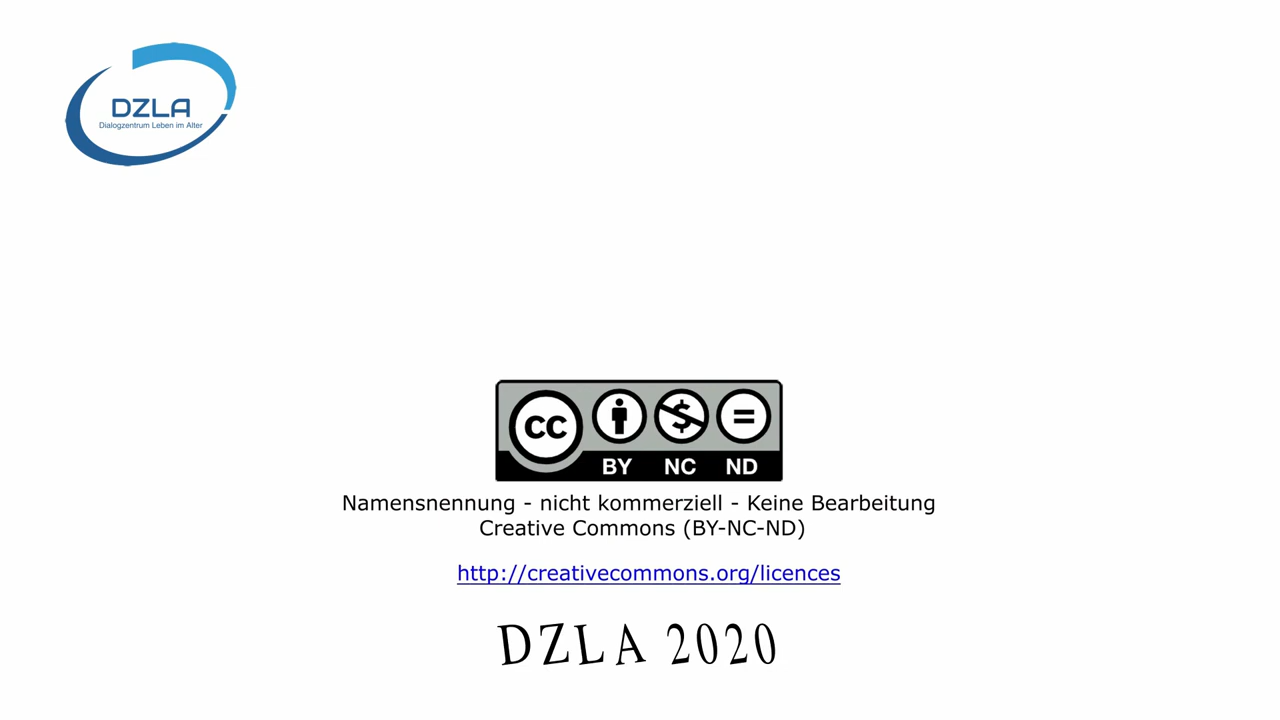 DZLA
Dialogzentrum Leben im Alter
CC
BY NC ND
Namensnennung - nicht kommerziell - Keine Bearbeitung
Creative Commons (BY-NC-ND)
http://creativecommons.org/licences
DZLA 2020